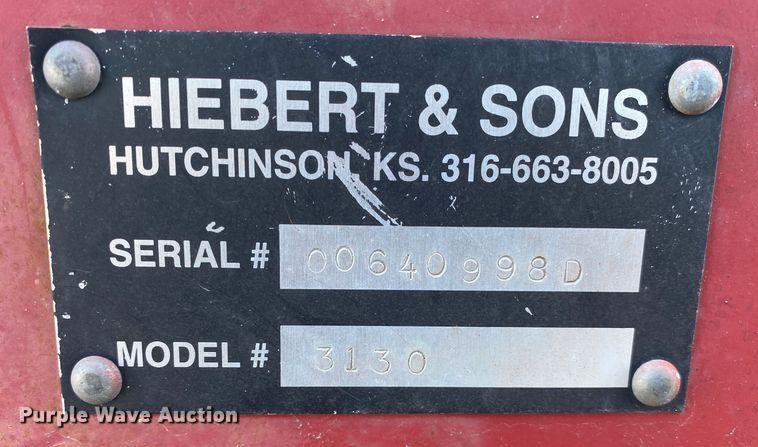 HIEBERT & SONS
HUTCHINSON, KS. 316-663-8005
SERIAL # 00640998D
MODEL # 3130
Purple Wave Auction